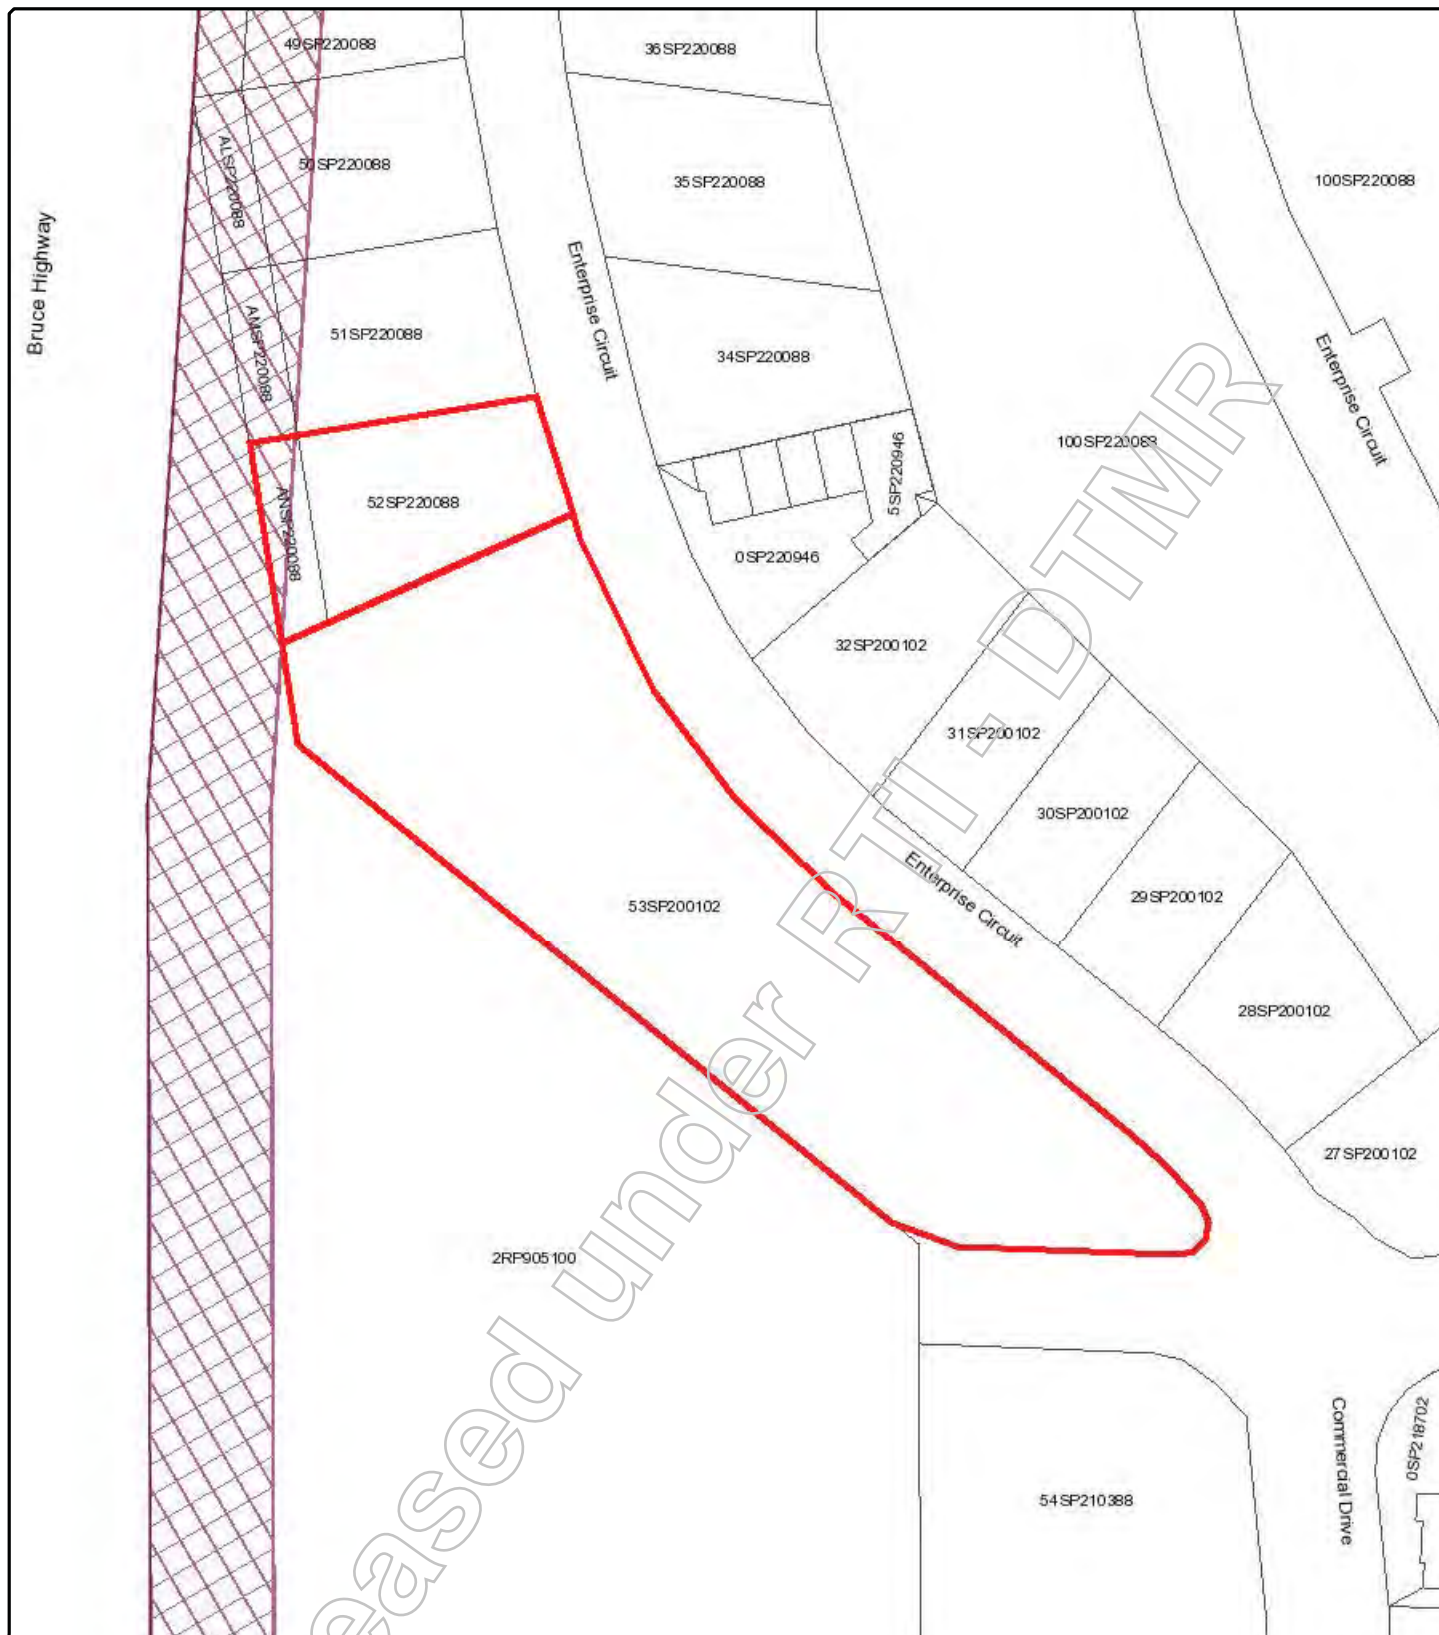 49SP220088
36SP220088
ALSP220088
50SP220088
35SP220088
100SP220088
Bruce Highway
Enterprise Circuit
AMSP220088
51SP220088
34SP220088
Enterprise Circuit
100SP220088
5SP220946
ANSP220088
52SP220088
0SP220946
32SP200102
31SP200102
30SP200102
Enterprise Circuit
29SP200102
53SP200102
28SP200102
27SP200102
2RP905100
54SP210388
Commercial Drive
0SP218702
eased under RTI - DTMR